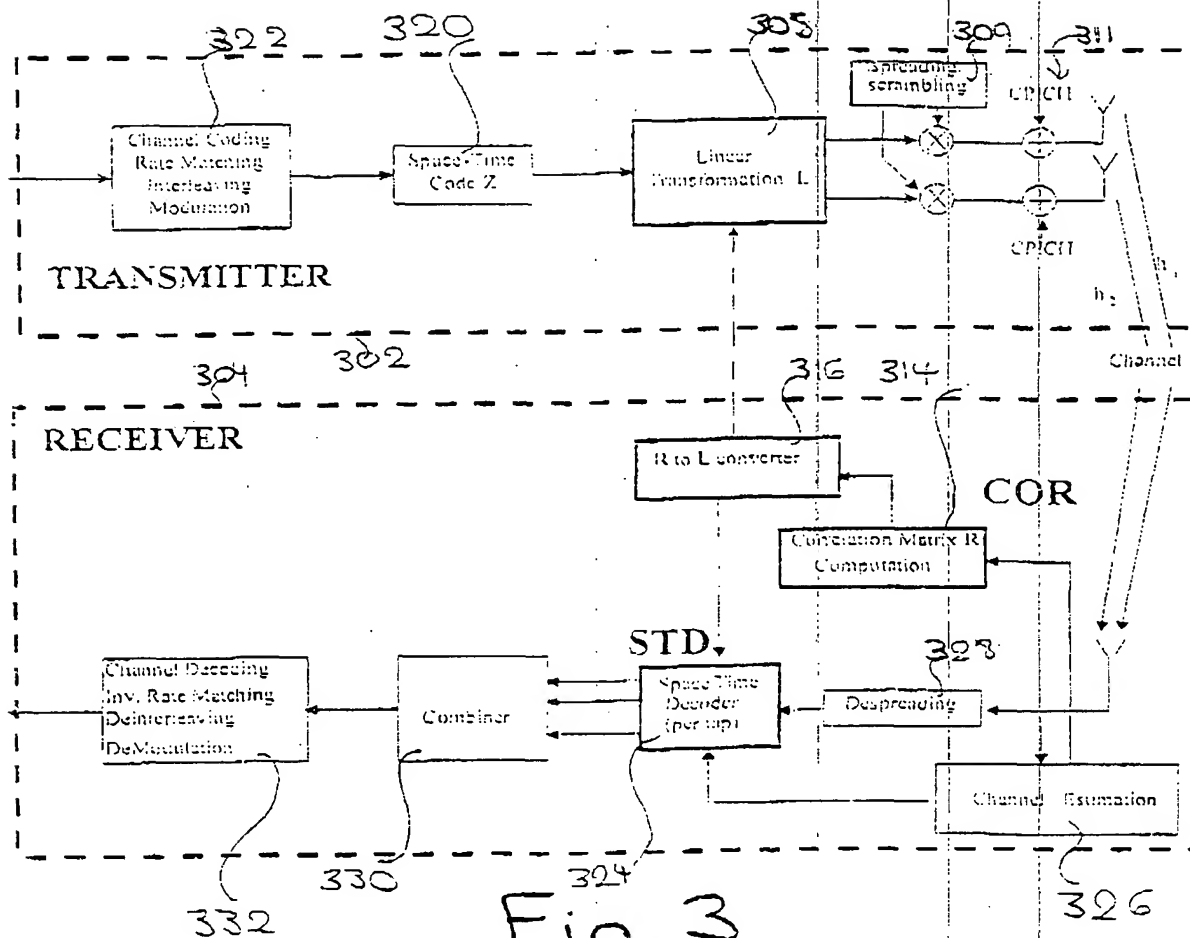 322
320
308
309
311
Spreading
scrambling
CPICH
Channel Coding
Rate Matching
Interleaving
Modulation
Space-Time
Code Z
Linear
Transformation L
CPICH
TRANSMITTER
h1
h2
302
304
316
314
Channel
RECEIVER
R to L converter
COR
Correlation Matrix R
Computation
STD
328
Channel Decoding
Inv. Rate Matching
Deinterleaving
DeModulation
Combiner
Space-Time
Decoder
(per tap)
Despreading
Channel Estimation
332
330
324
326
Fig 3